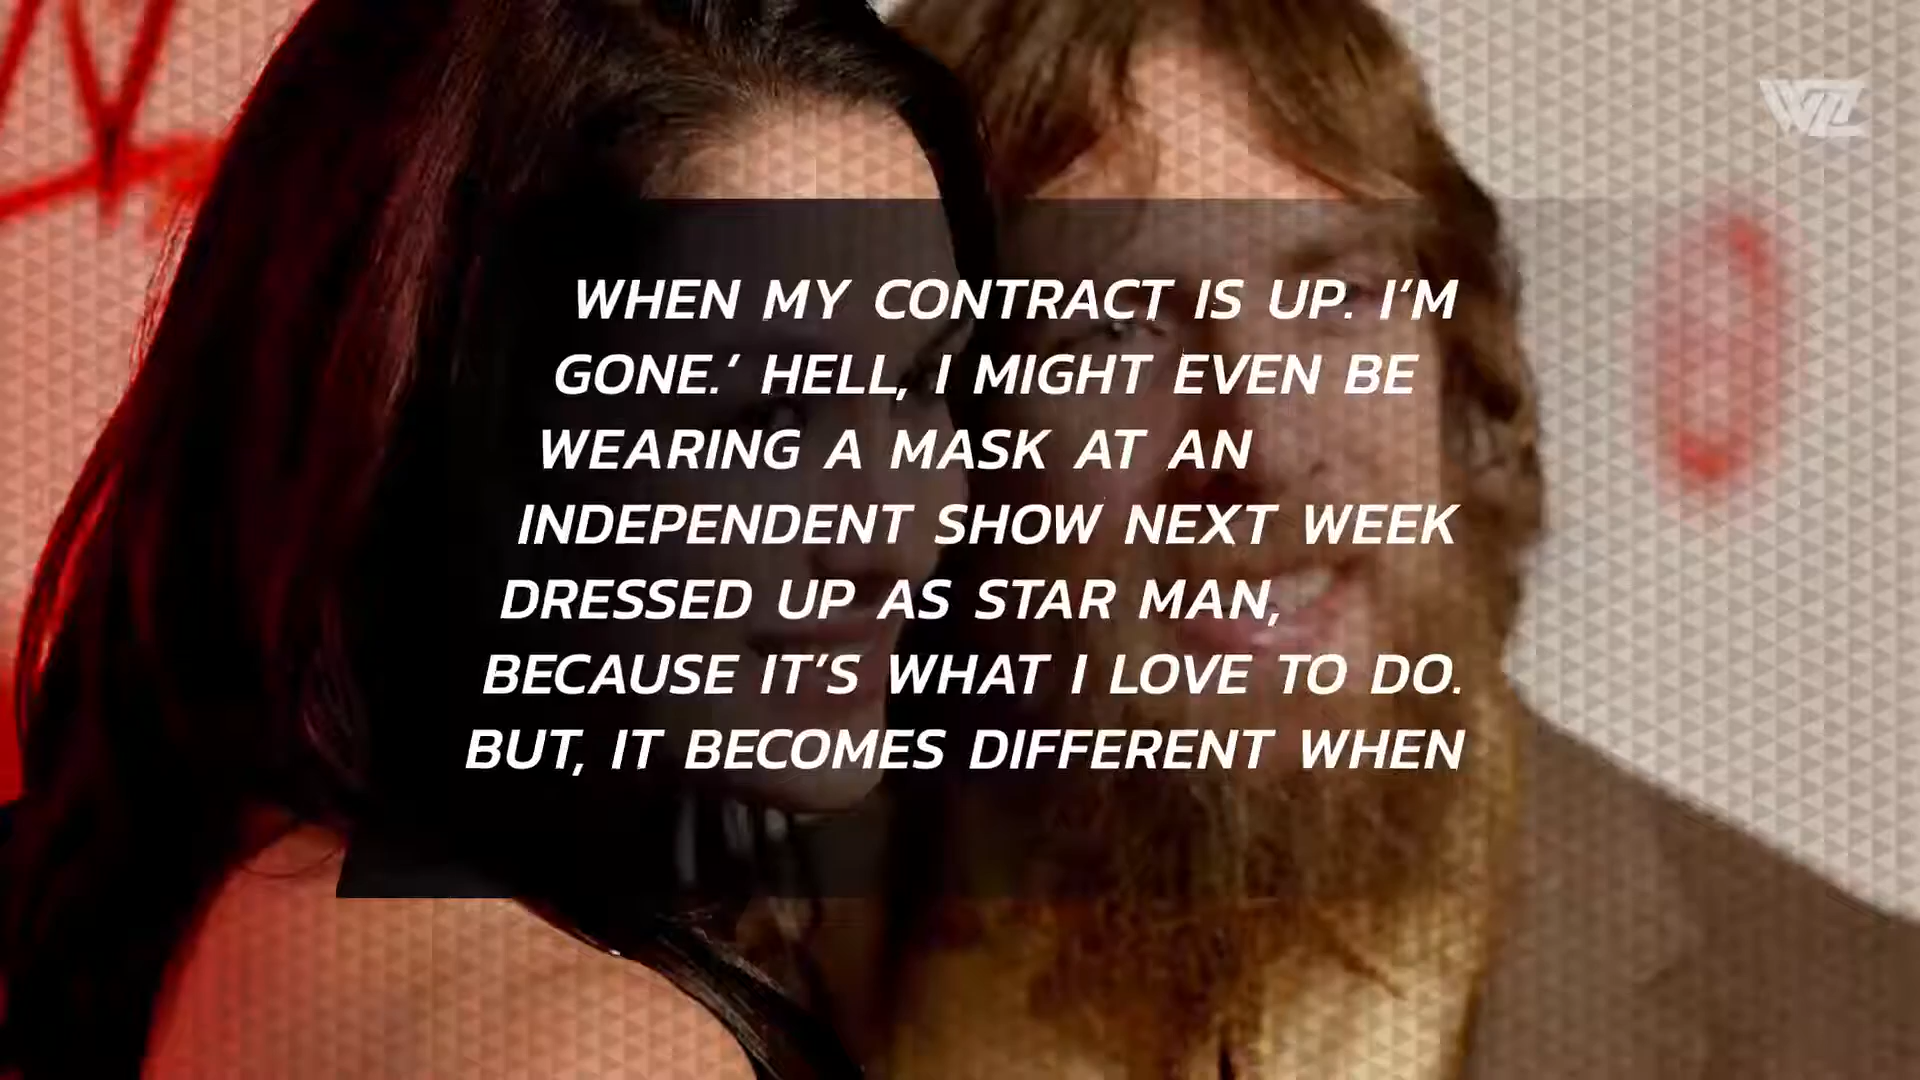 WZ
WHEN MY CONTRACT IS UP. I’M
GONE.’ HELL, I MIGHT EVEN BE
WEARING A MASK AT AN
INDEPENDENT SHOW NEXT WEEK
DRESSED UP AS STAR MAN,
BECAUSE IT’S WHAT I LOVE TO DO.
BUT, IT BECOMES DIFFERENT WHEN